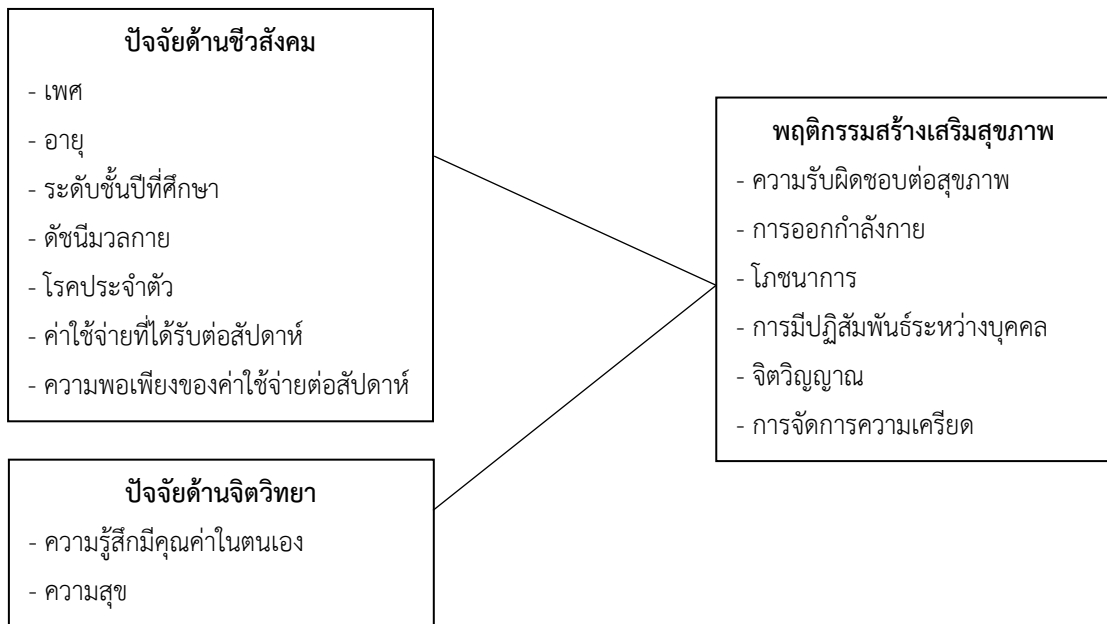 ปัจจัยด้านชีวสังคม
- เพศ
- อายุ
- ระดับชั้นปีที่ศึกษา
- ดัชนีมวลกาย
- โรคประจำตัว
- ค่าใช้จ่ายที่ได้รับต่อสัปดาห์
- ความพอเพียงของค่าใช้จ่ายต่อสัปดาห์
ปัจจัยด้านจิตวิทยา
- ความรู้สึกมีคุณค่าในตนเอง
- ความสุข
พฤติกรรมสร้างเสริมสุขภาพ
- ความรับผิดชอบต่อสุขภาพ
- การออกกำลังกาย
- โภชนาการ
- การมีปฏิสัมพันธ์ระหว่างบุคคล
- จิตวิญญาณ
- การจัดการความเครียด